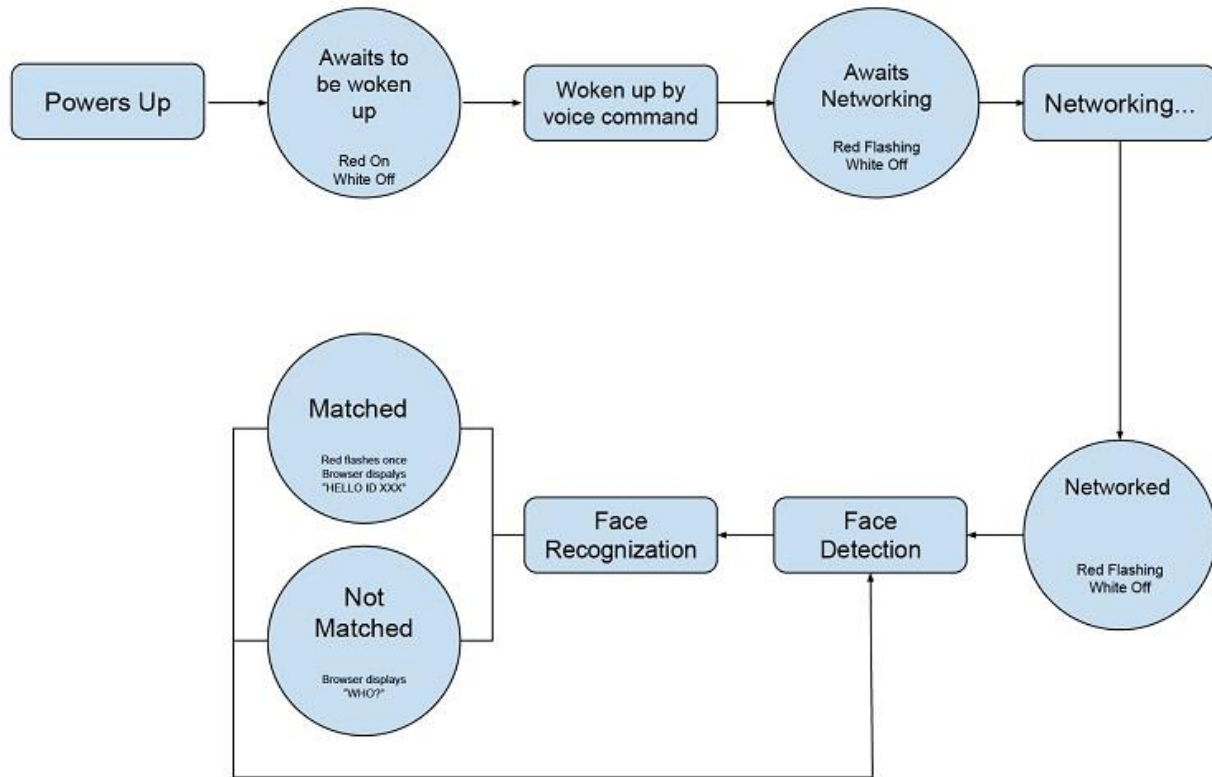 Powers Up
Awaits to
be woken
up
Red On
White Off
Woken up by
voice command
Awaits
Networking
Red Flashing
White Off
Networking...
Networked
Red Flashing
White Off
Face
Detection
Face
Recognization
Matched
Red flashes once
Browser dispalys
"HELLO ID XXX"
Not
Matched
Browser displays
"WHO?"